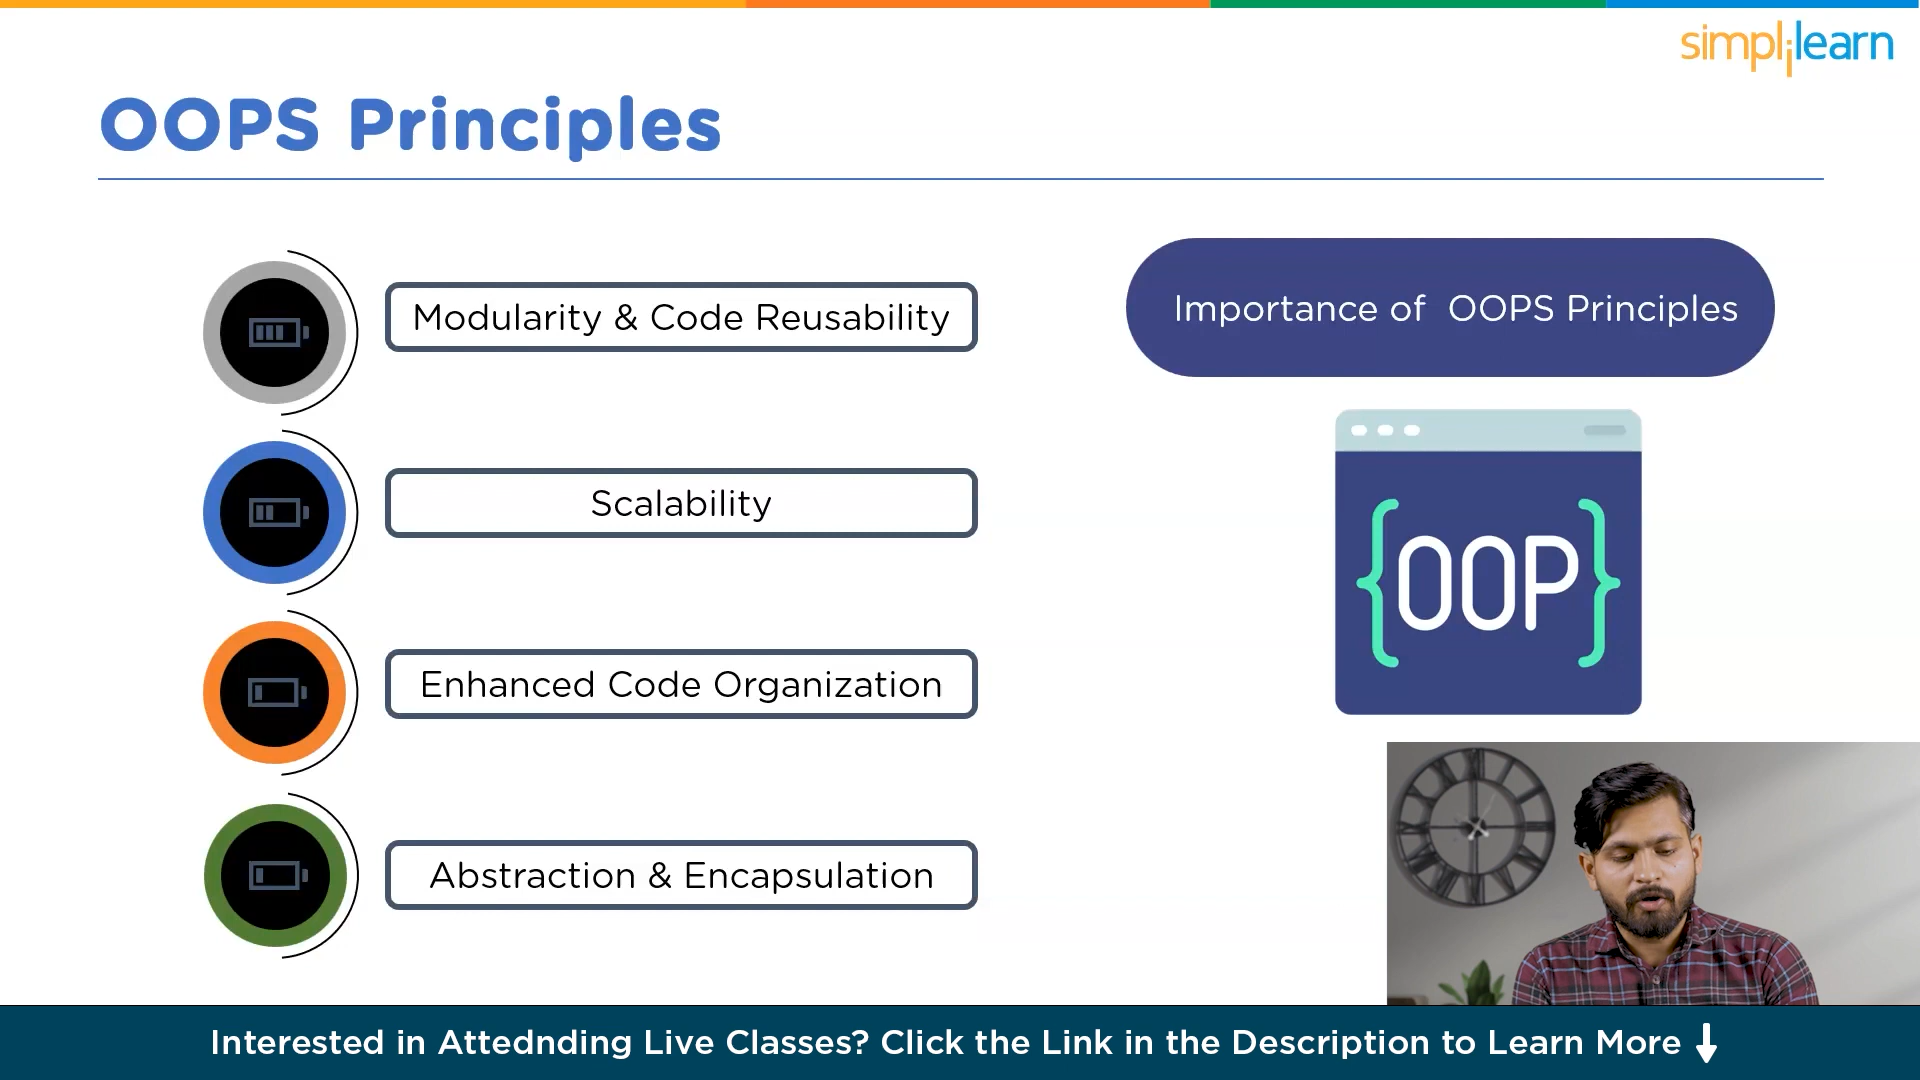 simplilearn
OOPS Principles
Modularity & Code Reusability
Importance of OOPS Principles
Scalability
{OOP}
Enhanced Code Organization
Abstraction & Encapsulation
Interested in Attednding Live Classes? Click the Link in the Description to Learn More